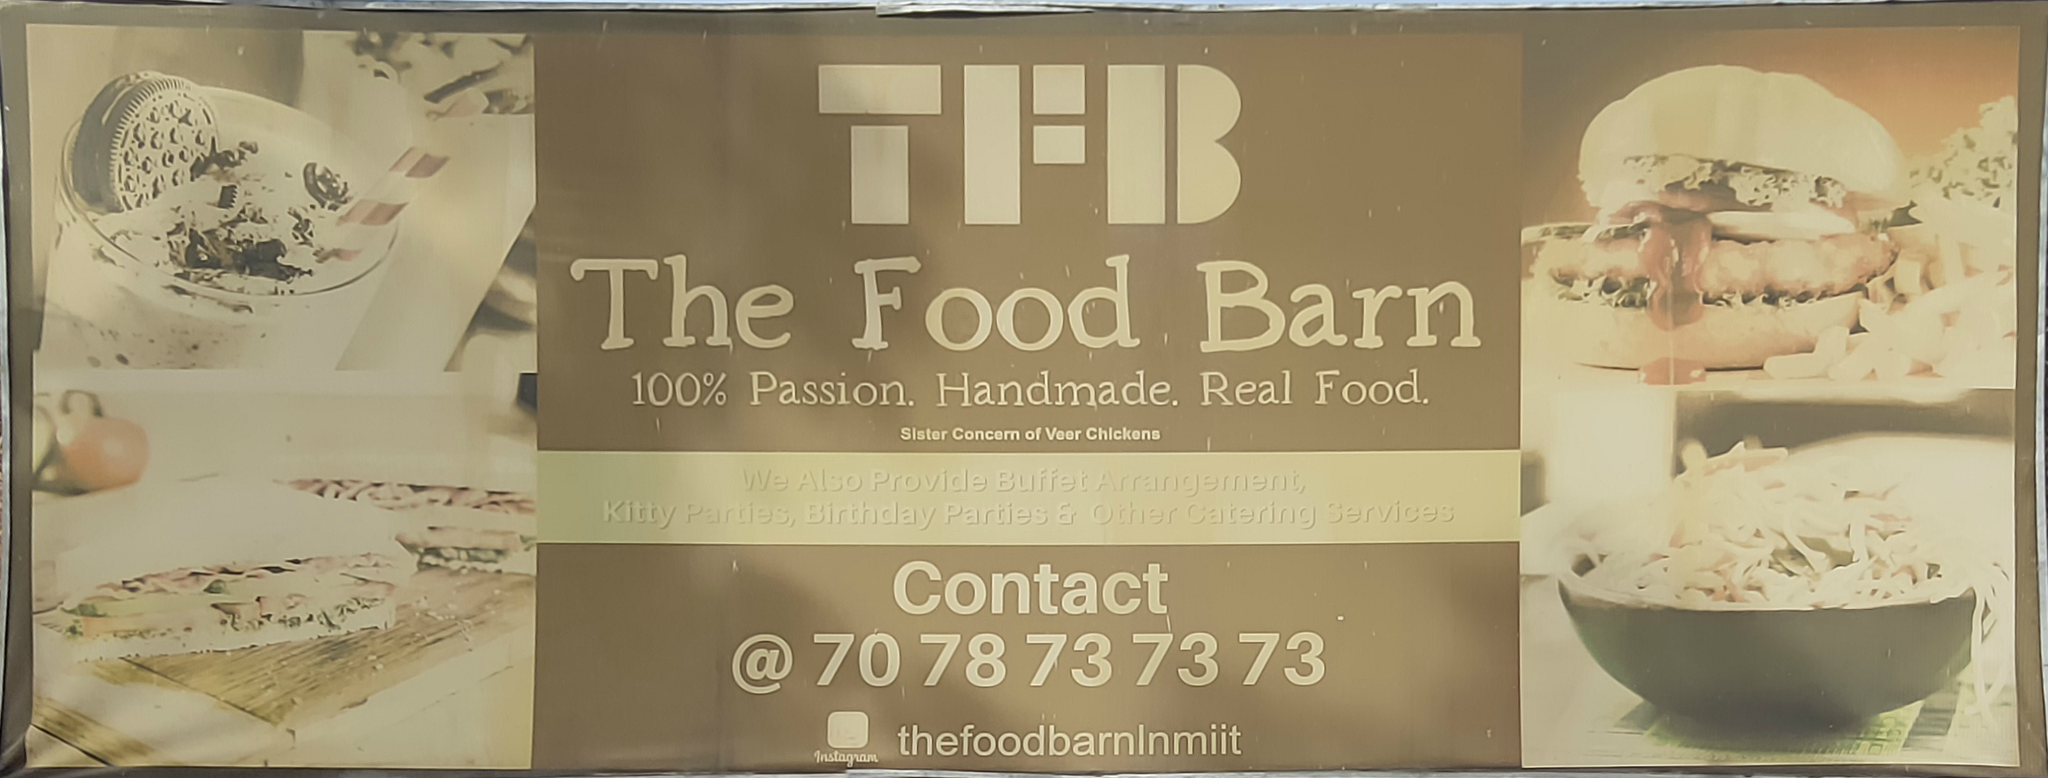 TFB
The Food Barn
100% Passion. Handmade. Real Food.
Sister Concern of Veer Chickens
We Also Provide Buffet Arrangement,
Kitty Parties, Birthday Parties & Other Catering Services
Contact
@ 70 78 73 73 73
Instagram thefoodbarnlnmiit